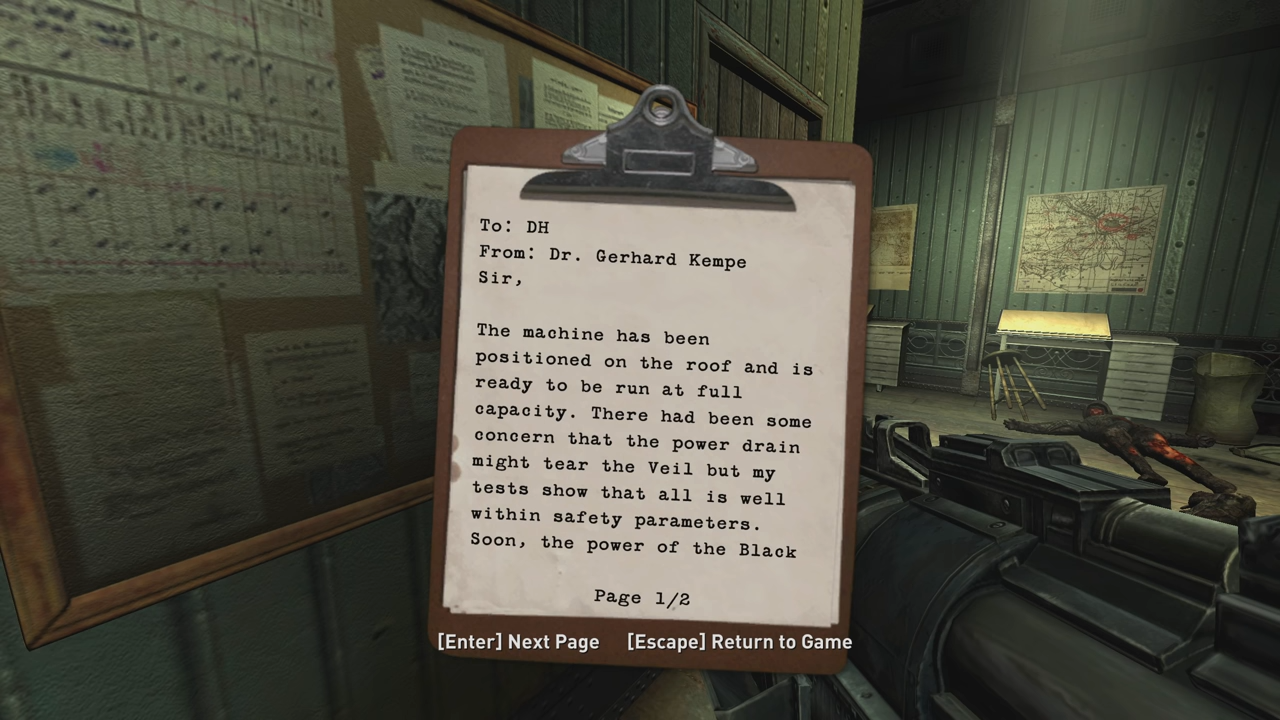 To: DH
From: Dr. Gerhard Kempe
Sir,
The machine has been
positioned on the roof and is
ready to be run at full
capacity. There had been some
concern that the power drain
might tear the Veil but my
tests show that all is well
within safety parameters.
Soon, the power of the Black
Page 1/2
[Enter] Next Page [Escape] Return to Game